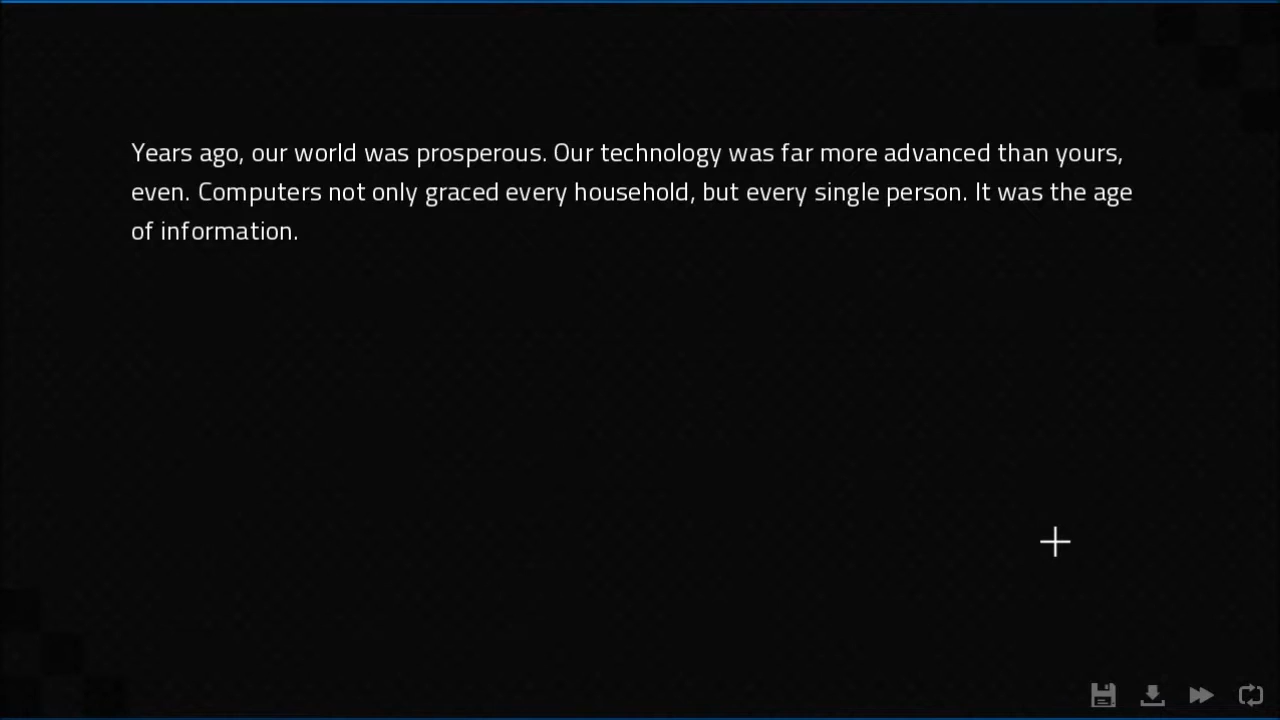 Years ago, our world was prosperous. Our technology was far more advanced than yours,
even. Computers not only graced every household, but every single person. It was the age
of information.